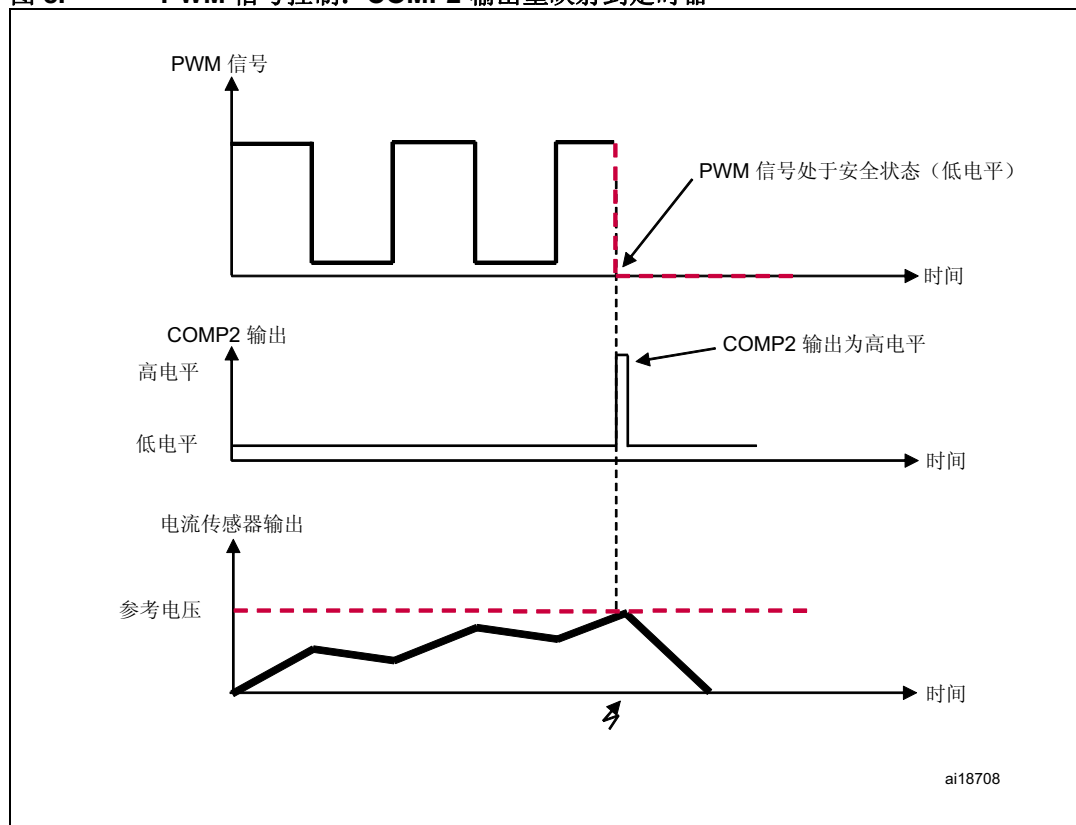 PWM 信号
PWM 信号处于安全状态（低电平）
时间
COMP2 输出
COMP2 输出为高电平
高电平
低电平
时间
电流传感器输出
参考电压
时间
ai18708